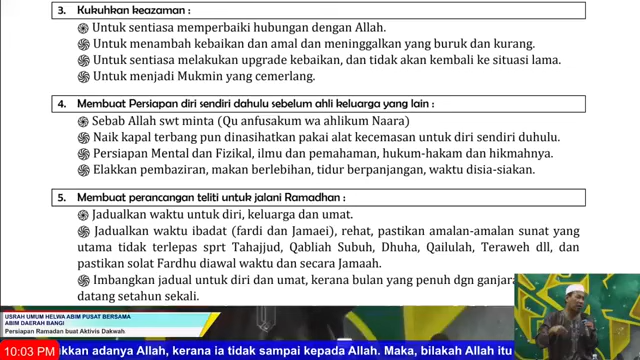 3. Kukuhkan keazaman :
Untuk sentiasa memperbaiki hubungan dengan Allah.
Untuk menambah kebaikan dan amal dan meninggalkan yang buruk dan kurang.
Untuk sentiasa melakukan upgrade kebaikan, dan tidak akan kembali ke situasi lama.
Untuk menjadi Mukmin yang cemerlang.
4. Membuat Persiapan diri sendiri dahulu sebelum ahli keluarga yang lain :
Sebab Allah swt minta (Qu anfusakum wa ahlikum Naara)
Naik kapal terbang pun dinasihatkan pakai alat kecemasan untuk diri sendiri duhulu.
Persiapan Mental dan Fizikal, ilmu dan pemahaman, hukum-hakam dan hikmahnya.
Elakkan pembaziran, makan berlebihan, tidur berpanjangan, waktu disia-siakan.
5. Membuat perancangan teliti untuk jalani Ramadhan :
Jadualkan waktu untuk diri, keluarga dan umat.
Jadualkan waktu ibadat (fardi dan Jamaei), rehat, pastikan amalan-amalan sunat yang
utama tidak terlepas sprt Tahajjud, Qabliah Subuh, Dhuha, Qailulah, Teraweh dll, dan
pastikan solat Fardhu diawal waktu dan secara Jamaah.
Imbangkan jadual untuk diri dan umat, kerana bulan yang penuh dgn ganjara
datang setahun sekali.
USRAH UMUM HELWA ABIM PUSAT BERSAMA
ABIM DAERAH BANGI
Persiapan Ramadan buat Aktivis Dakwah
10:03 PM kkan adanya Allah, kerana ia tidak sampai kepada Allah. Maka, bilakah Allah itu